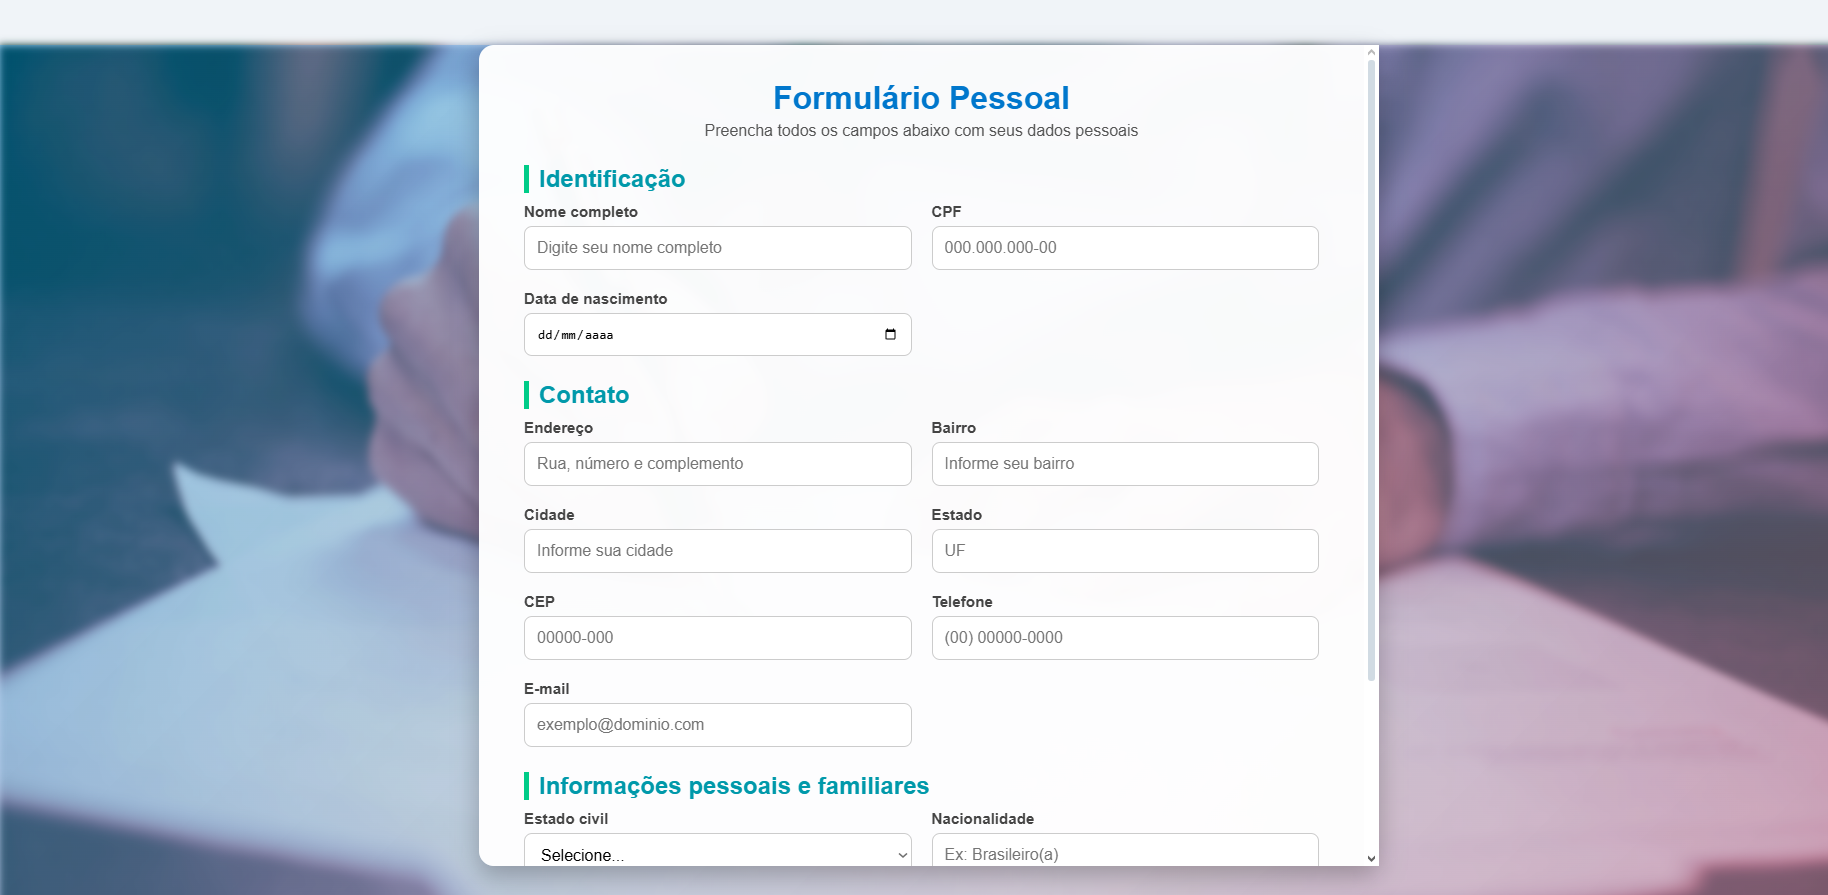 Formulário Pessoal
Preencha todos os campos abaixo com seus dados pessoais
Identificação
Nome completo
CPF
Digite seu nome completo
000.000.000-00
Data de nascimento
dd/mm/aaaa
Contato
Endereço
Bairro
Rua, número e complemento
Informe seu bairro
Cidade
Estado
Informe sua cidade
UF
CEP
Telefone
00000-000
(00) 00000-0000
E-mail
exemplo@dominio.com
Informações pessoais e familiares
Estado civil
Nacionalidade
Selecione...
Ex: Brasileiro(a)